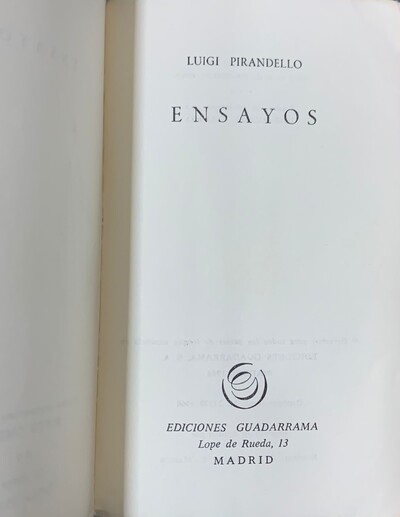 LUIGI PIRANDELLO
ENSAYOS
EDICIONES GUADARRAMA
Lope de Rueda, 13
MADRID